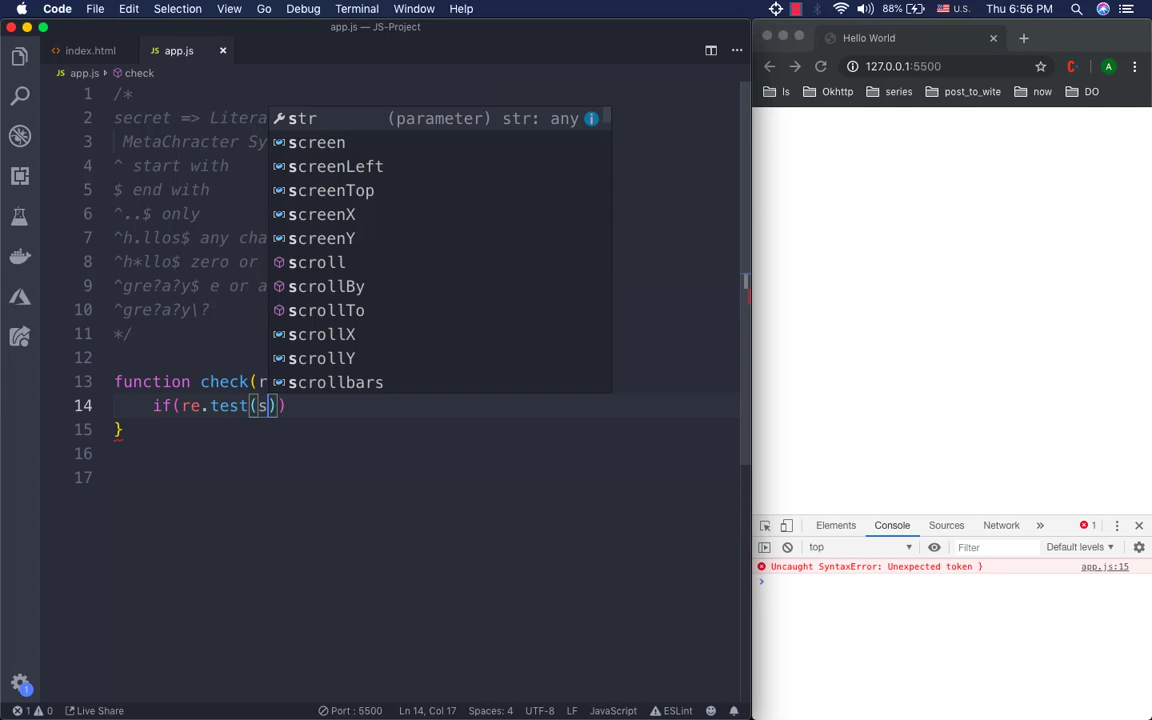 Code File Edit Selection View Go Debug Terminal Window Help 88% U.S. Thu 6:56 PM
app.js — JS-Project
index.html JS app.js
JS app.js check
1 /*
2 secret => Litera
3 MetaChracter Sy
4 ^ start with
5 $ end with
6 ^..$ only
7 ^h.llos$ any cha
8 ^h*llo$ zero or
9 ^gre?a?y$ e or a
10 ^gre?a?y\?
11 */
12
13 function check(r
14 if(re.test(s))
15 }
16
17
str (parameter) str: any
screen
screenLeft
screenTop
screenX
screenY
scroll
scrollBy
scrollTo
scrollX
scrollY
scrollbars
1
1 0 Live Share Port : 5500 Ln 14, Col 17 Spaces: 4 UTF-8 LF JavaScript ESLint
Hello World
127.0.0.1:5500 C A
ls Okhttp series post_to_wite now DO
Elements Console Sources Network » 1
top Filter Default levels
Uncaught SyntaxError: Unexpected token } app.js:15
>